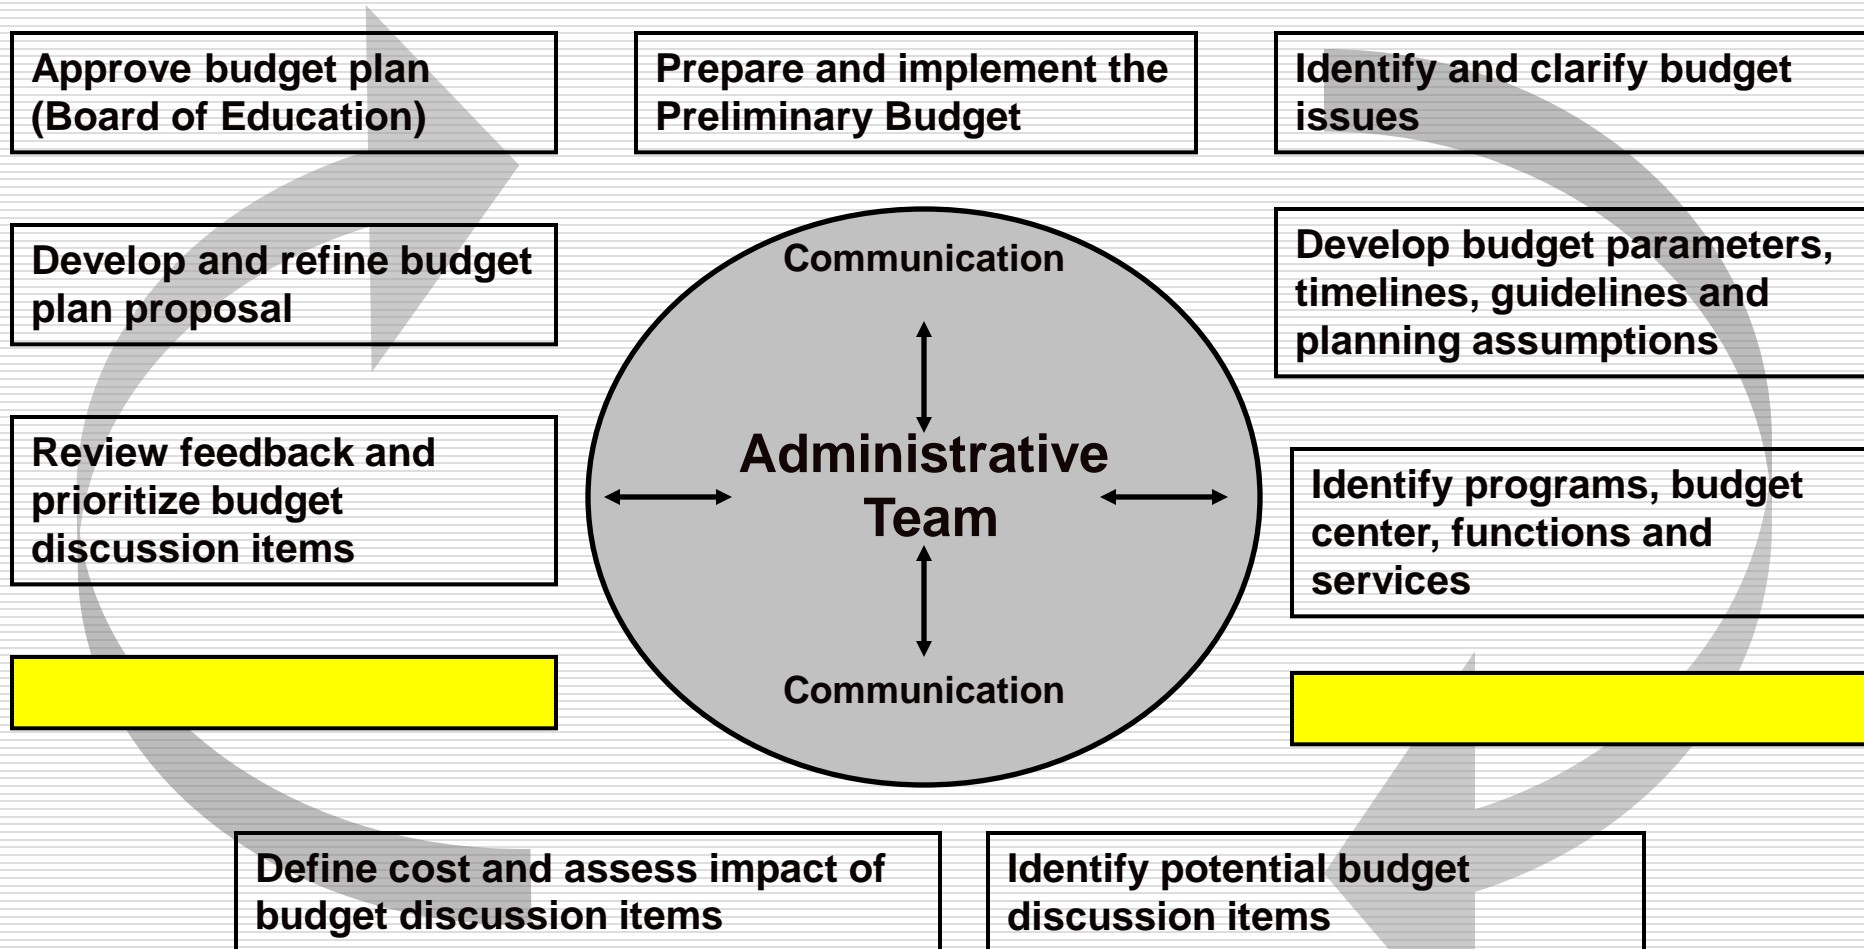 Approve budget plan
(Board of Education)
Prepare and implement the
Preliminary Budget
Identify and clarify budget
issues
Develop and refine budget
plan proposal
Communication
Develop budget parameters,
timelines, guidelines and
planning assumptions
Review feedback and
prioritize budget
discussion items
Administrative
Team
Identify programs, budget
center, functions and
services
Communication
Define cost and assess impact of
budget discussion items
Identify potential budget
discussion items